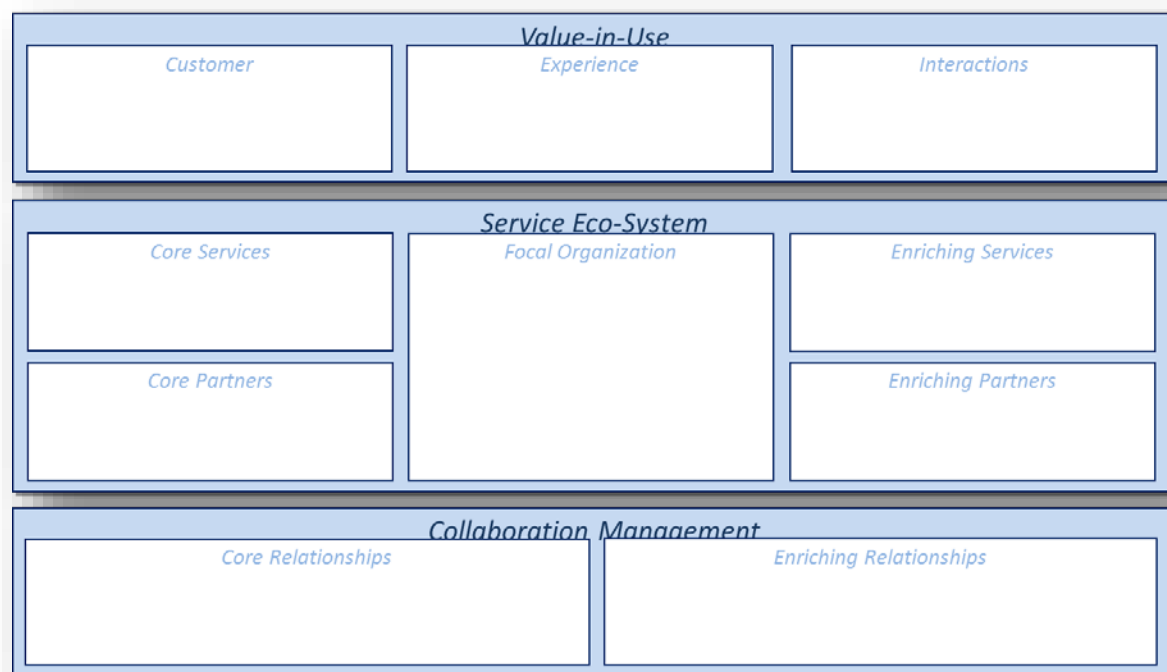 Value-in-Use
Customer
Experience
Interactions
Service Eco-System
Core Services
Focal Organization
Enriching Services
Core Partners
Enriching Partners
Collaboration Management
Core Relationships
Enriching Relationships